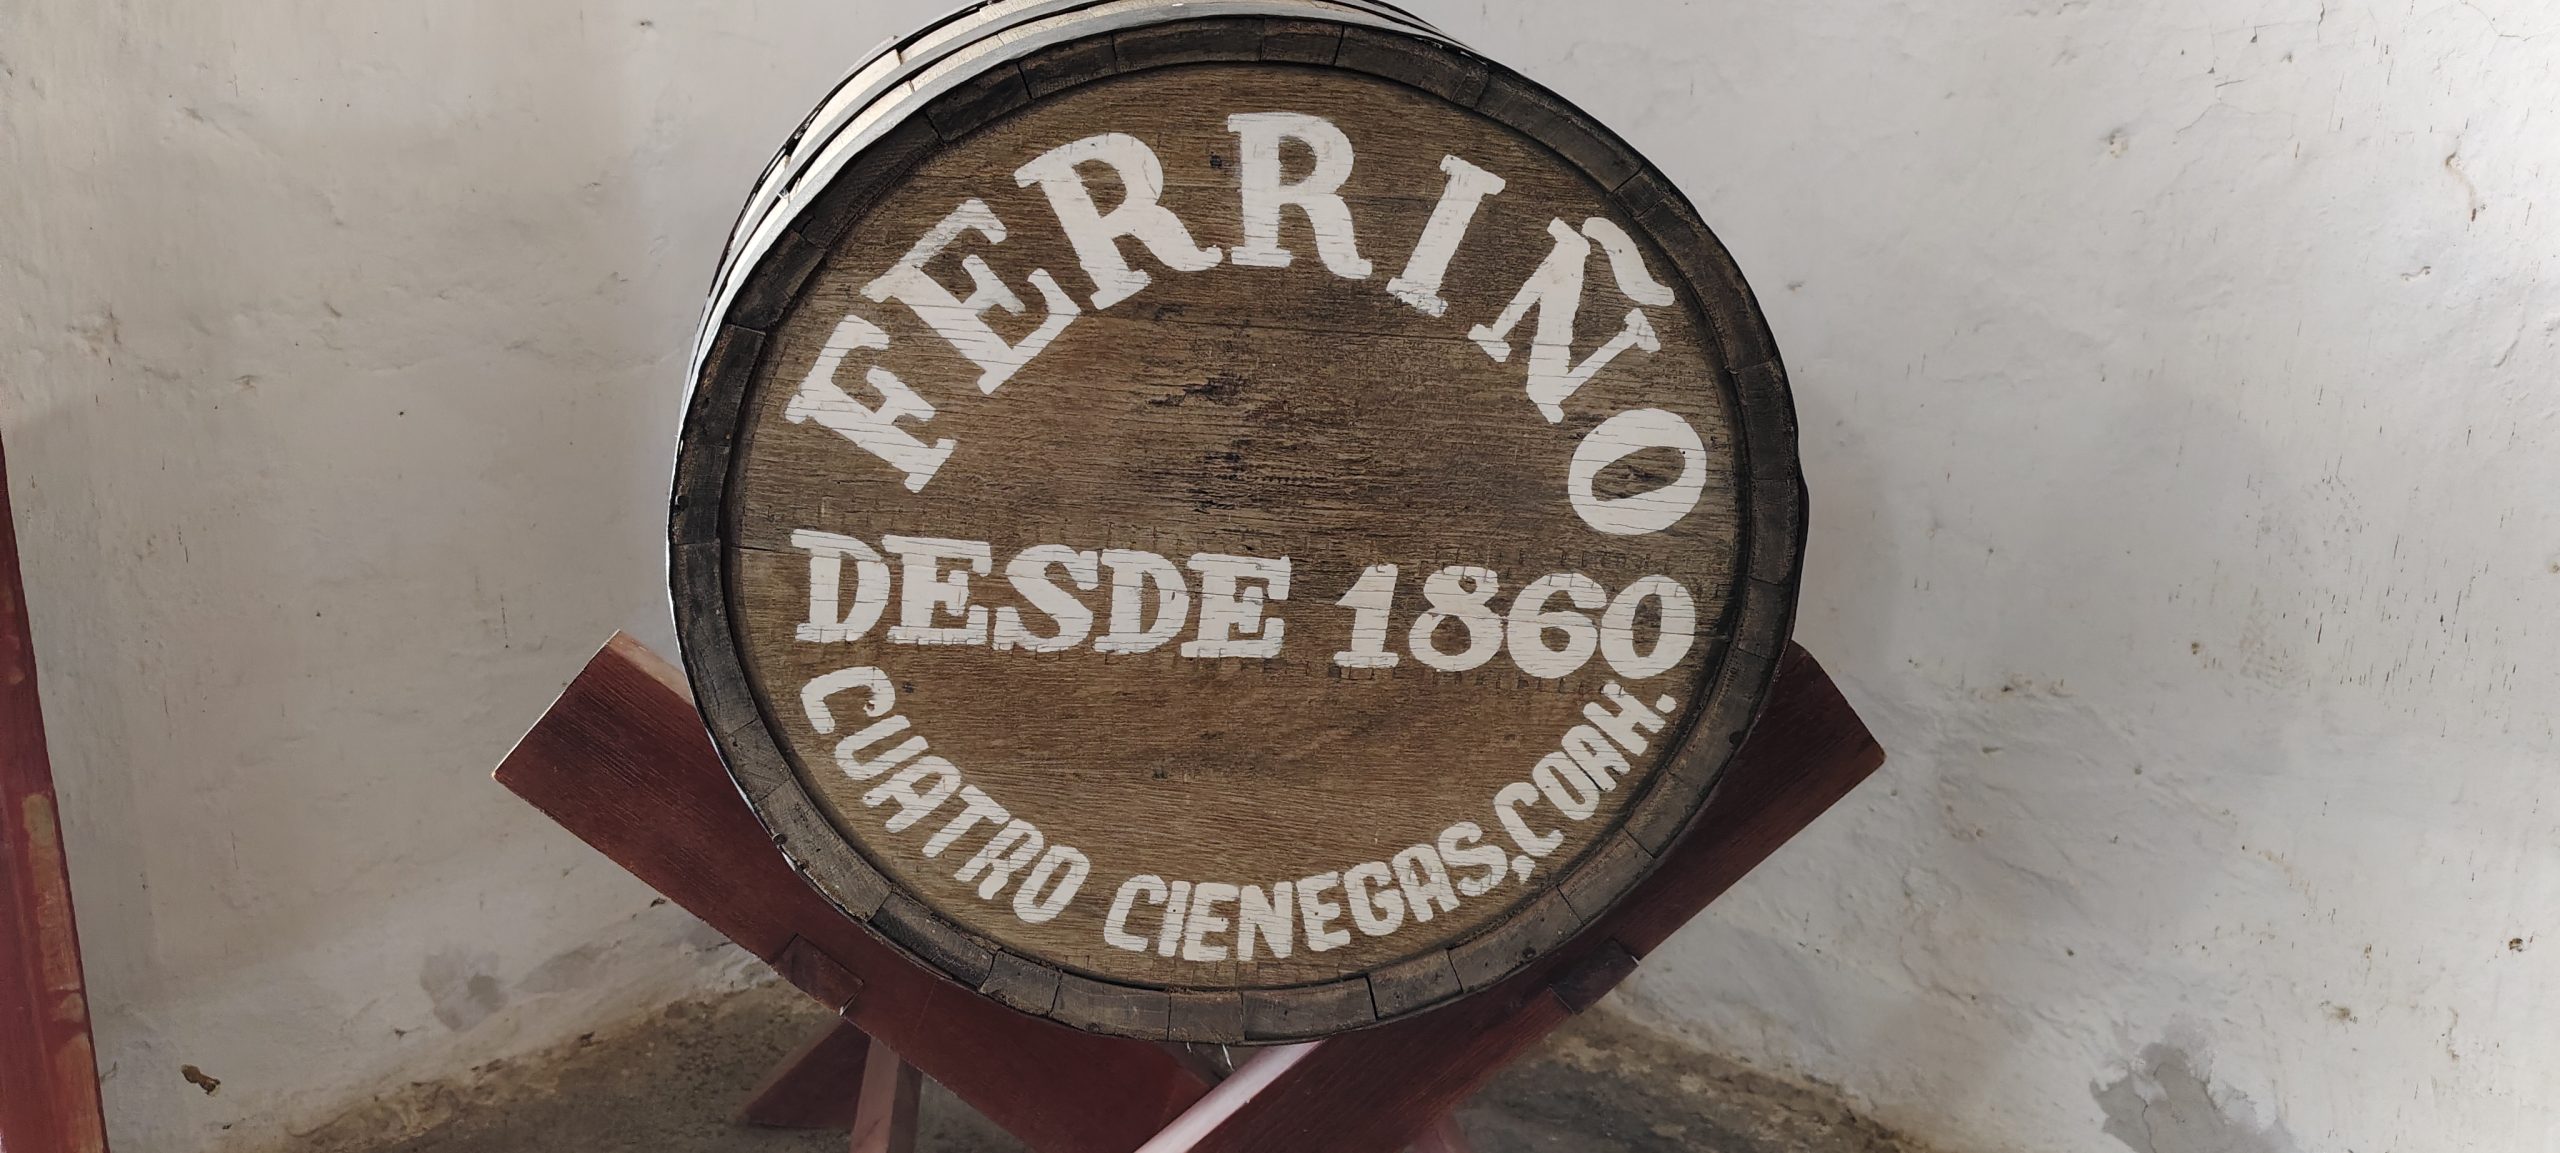 FERRIÑO
DESDE 1860
CUATRO CIENEGAS, COAH.